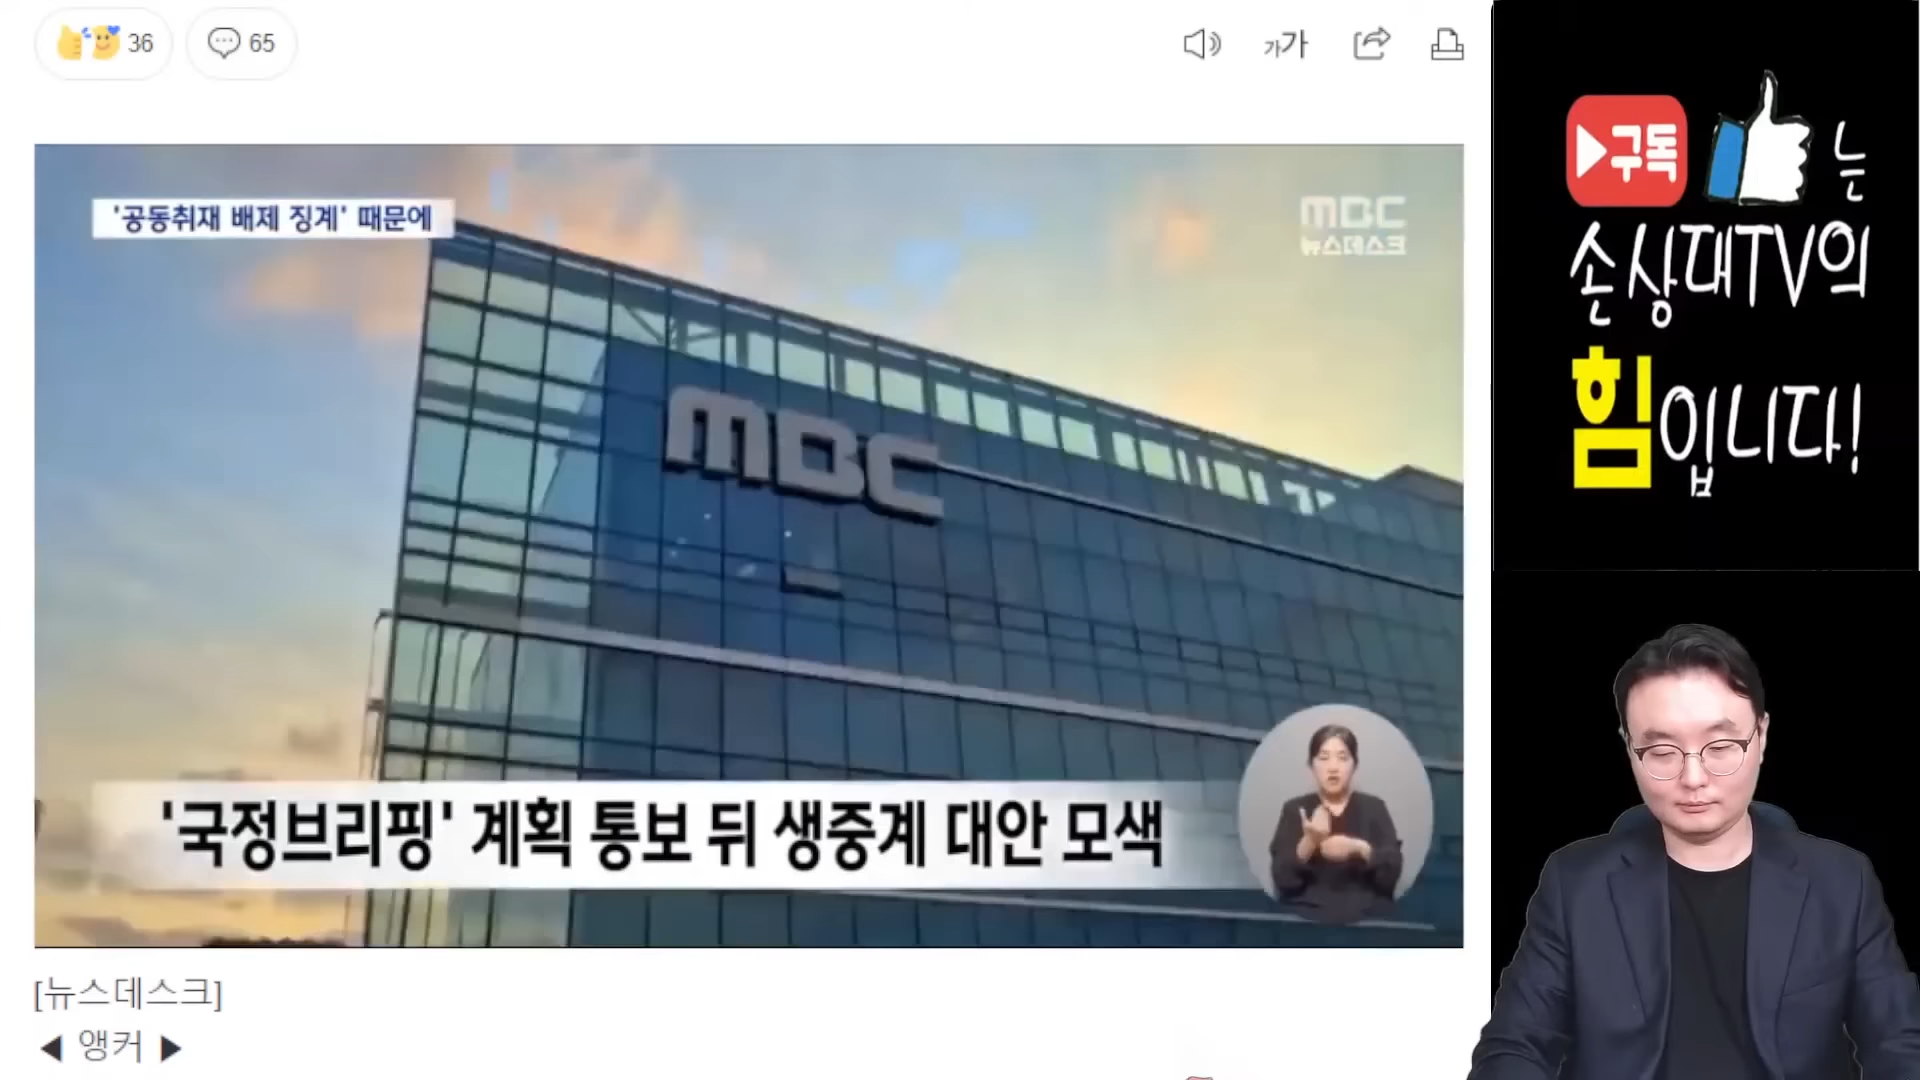 36
65
가가
'공동취재 배제 징계' 때문에
MBC
뉴스데스크
MBC
'국정브리핑' 계획 통보 뒤 생중계 대안 모색
[뉴스데스크]
◀ 앵커 ▶
구독 는
손상대TV의
힘입니다!